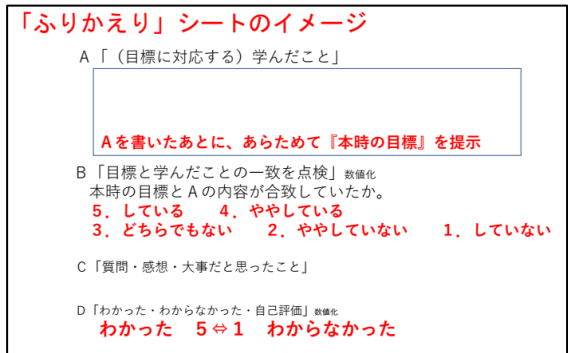 「ふりかえり」シートのイメージ
A「（目標に対応する）学んだこと」
Aを書いたあとに、あらためて『本時の目標』を提示
B「目標と学んだことの一致を点検」数値化
本時の目標とAの内容が合致していたか。
5．している　4．ややしている
3．どちらでもない　2．ややしていない　1．していない
C「質問・感想・大事だと思ったこと」
D「わかった・わからなかった・自己評価」数値化
わかった　5⇔1　わからなかった